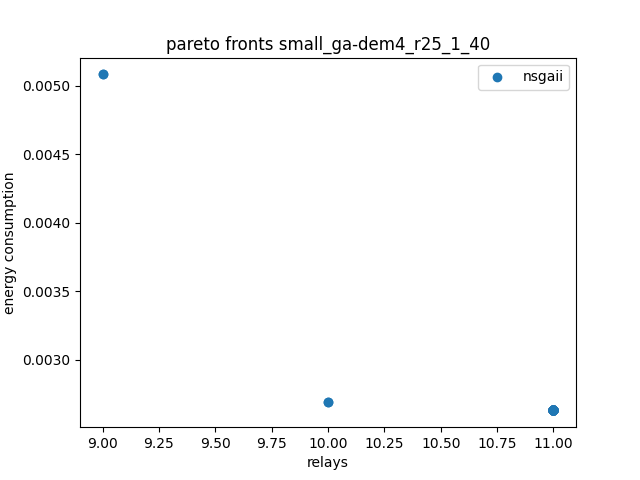 pareto fronts small_ga-dem4_r25_1_40
nsgaii
0.0050
0.0045
0.0040
0.0035
0.0030
energy consumption
9.00 9.25 9.50 9.75 10.00 10.25 10.50 10.75 11.00
relays